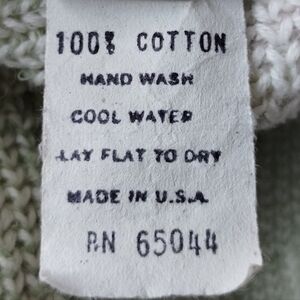 100% COTTON
HAND WASH
COOL WATER
LAY FLAT TO DRY
MADE IN U.S.A.
RN 65044